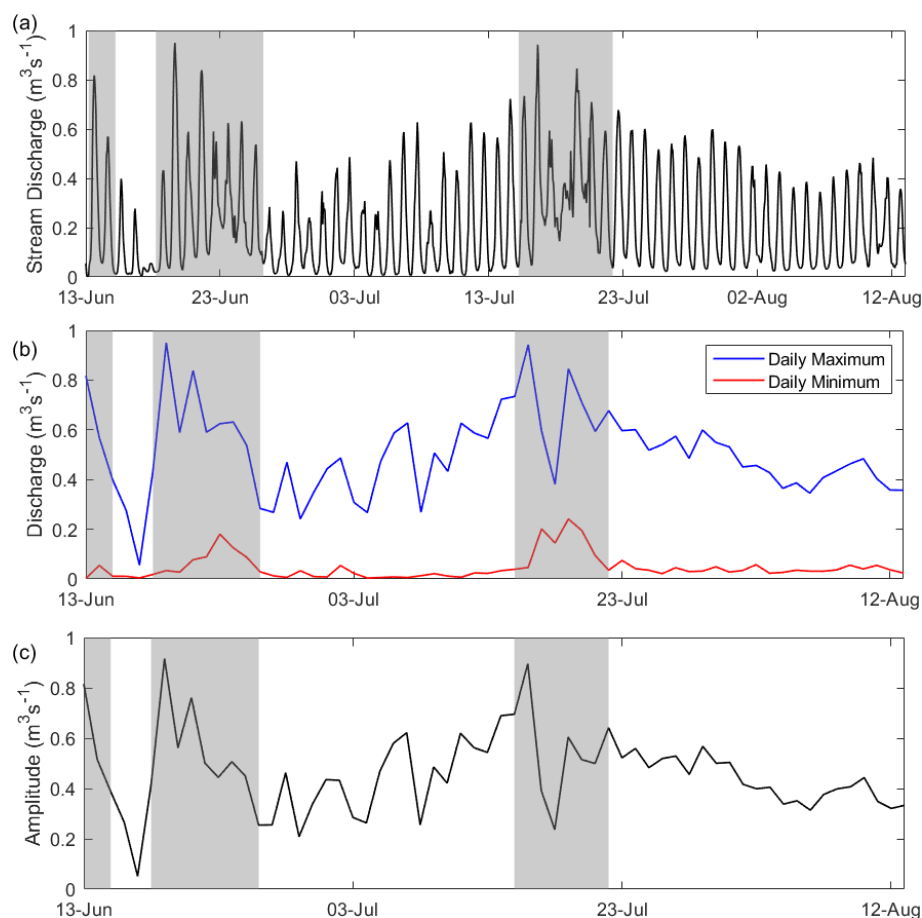 (a)
Stream Discharge (m³s⁻¹)
1
0.8
0.6
0.4
0.2
0
13-Jun 23-Jun 03-Jul 13-Jul 23-Jul 02-Aug 12-Aug
(b)
Discharge (m³s⁻¹)
1
0.8
0.6
0.4
0.2
0
Daily Maximum
Daily Minimum
13-Jun 03-Jul 23-Jul 12-Aug
(c)
Amplitude (m³s⁻¹)
1
0.8
0.6
0.4
0.2
0
13-Jun 03-Jul 23-Jul 12-Aug